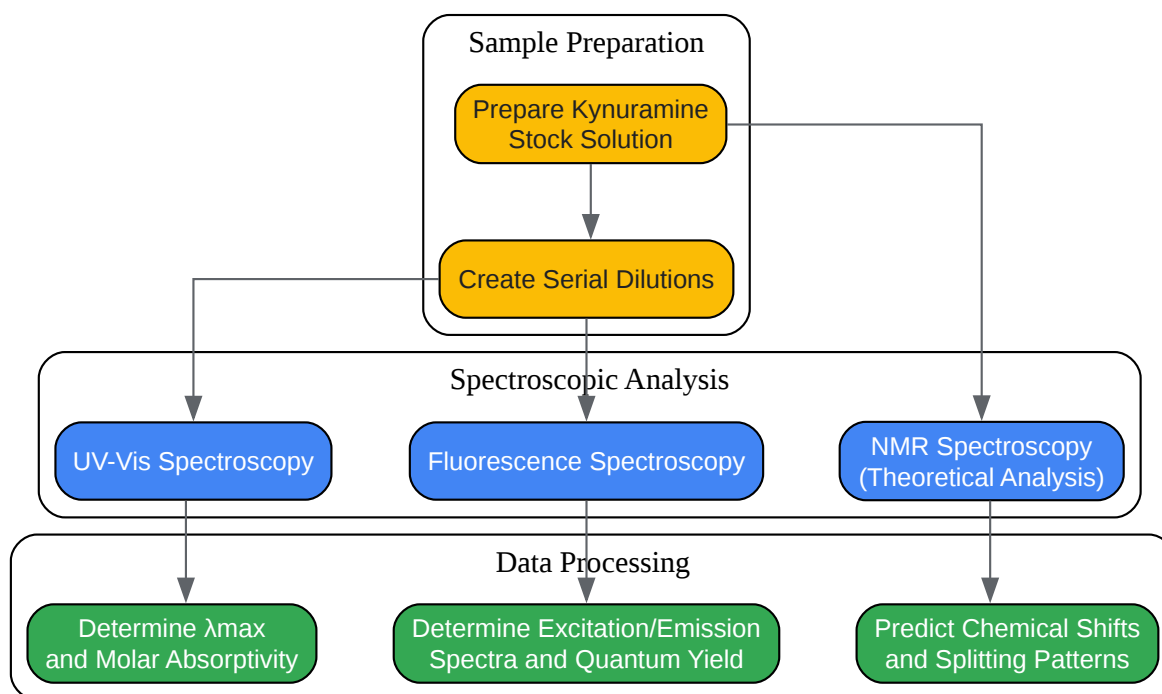 Sample Preparation
Prepare Kynuramine
Stock Solution
Create Serial Dilutions
Spectroscopic Analysis
UV-Vis Spectroscopy
Fluorescence Spectroscopy
NMR Spectroscopy
(Theoretical Analysis)
Data Processing
Determine λmax
and Molar Absorptivity
Determine Excitation/Emission
Spectra and Quantum Yield
Predict Chemical Shifts
and Splitting Patterns